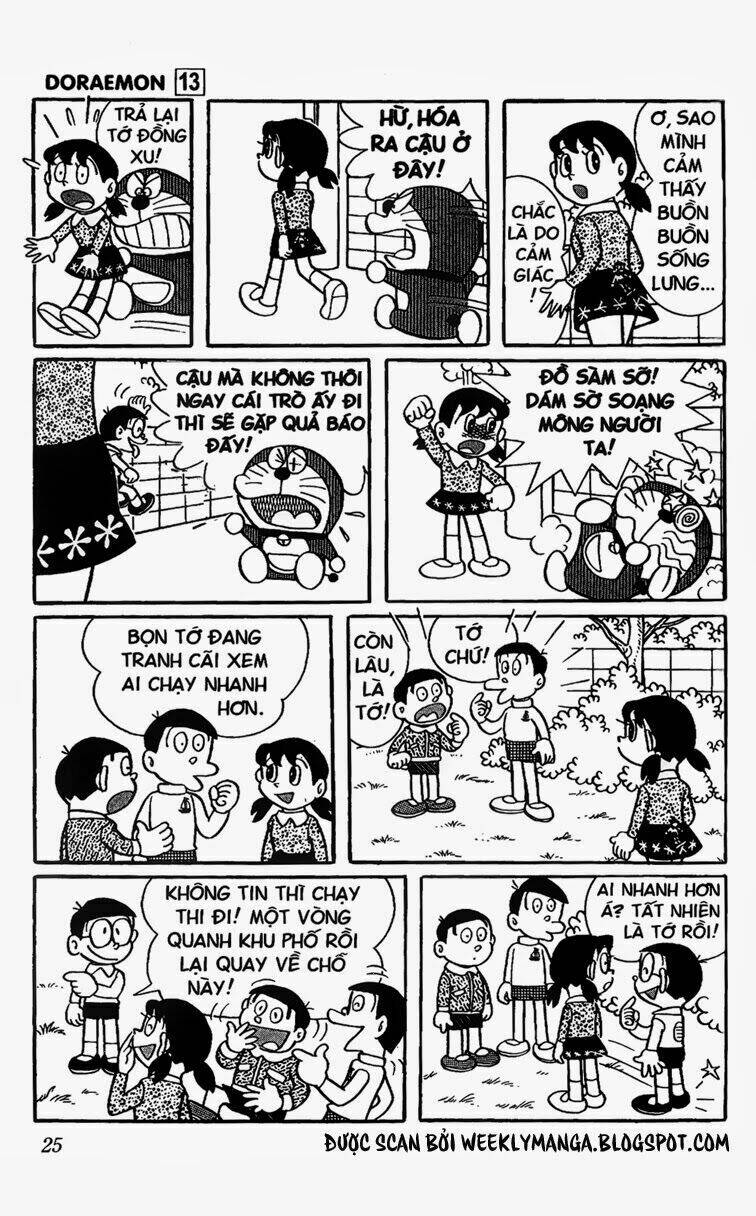 DORAEMON 13
TRẢ LẠI
TỚ ĐỒNG
XU!
HỪ, HÓA
RA CẬU Ở
ĐÂY!
Ơ, SAO
MÌNH
CẢM
THẤY
BUỒN
BUỒN
SỐNG
LƯNG...
CHẮC
LÀ DO
CẢM
GIÁC
!
CẬU MÀ KHÔNG THÔI
NGAY CÁI TRÒ ẤY ĐI
THÌ SẼ GẶP QUẢ BÁO
ĐẤY!
ĐỒ SÀM SỠ!
DÁM SỜ SOẠNG
MÔNG NGƯỜI
TA!
BỌN TỚ ĐANG
TRANH CÃI XEM
AI CHẠY NHANH
HƠN.
CÒN
LÂU,
LÀ
TỚ!
TỚ
CHỨ!
KHÔNG TIN THÌ CHẠY
THI ĐI! MỘT VÒNG
QUANH KHU PHỐ RỒI
LẠI QUAY VỀ CHỖ
NÀY!
AI NHANH HƠN
Á? TẤT NHIÊN
LÀ TỚ RỒI!
25
ĐƯỢC SCAN BỞI WEEKLYMANGA.BLOGSPOT.COM